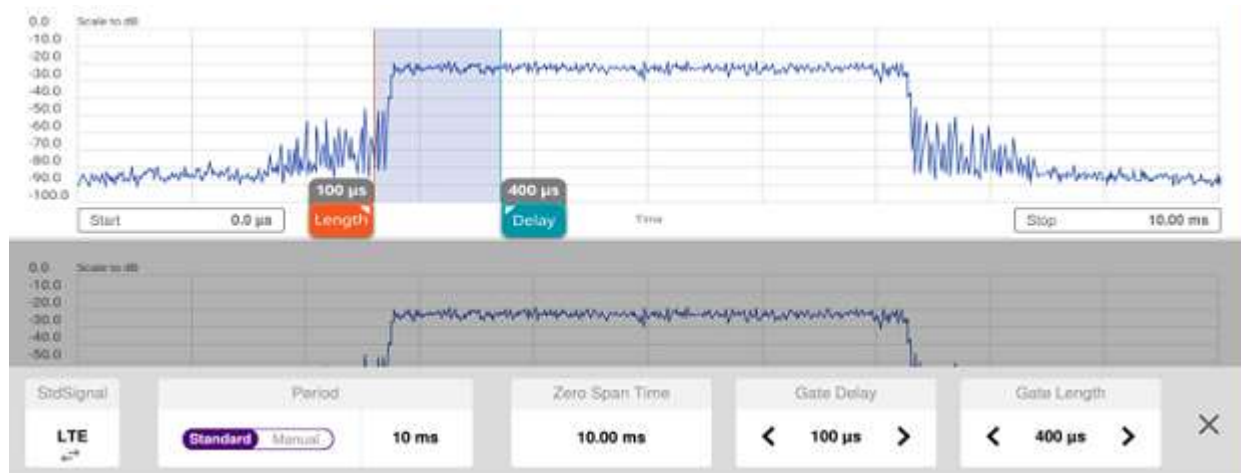 0.0 Scale to dB
-10.0
-20.0
-30.0
-40.0
-50.0
-60.0
-70.0
-80.0
-90.0
-100.0
100 µs 400 µs
Start 0.0 µs Length Delay Time Stop 10.00 ms
0.0 Scale to dB
-10.0
-20.0
-30.0
-40.0
-50.0
StdSignal Period Zero Span Time Gate Delay Gate Length
LTE Standard Manual 10 ms 10.00 ms 100 µs 400 µs